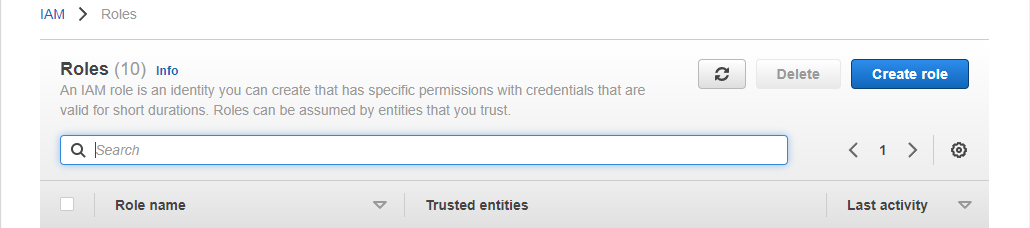 IAM > Roles
Roles (10) Info
Delete
Create role
An IAM role is an identity you can create that has specific permissions with credentials that are
valid for short durations. Roles can be assumed by entities that you trust.
Search
1
Role name
Trusted entities
Last activity